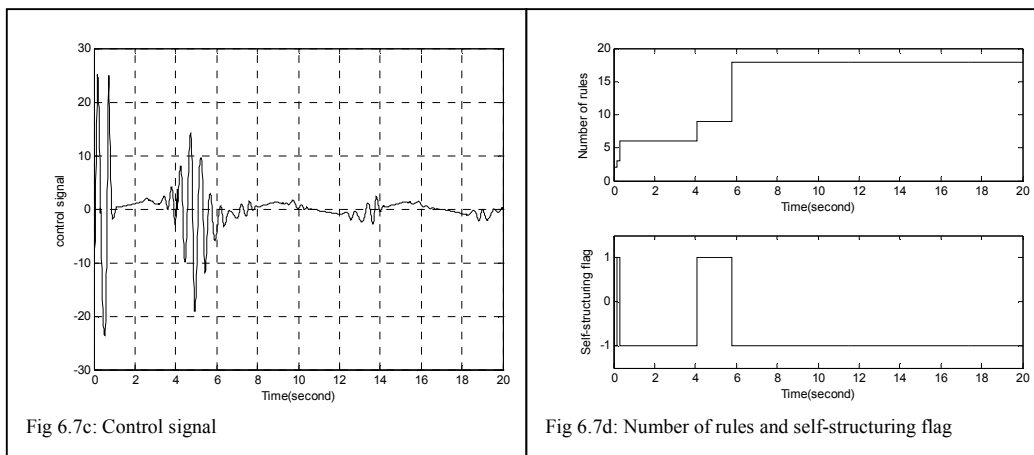 30
20
10
0
-10
-20
-30
control signal
0 2 4 6 8 10 12 14 16 18 20
Time(second)
Fig 6.7c: Control signal
20
15
10
5
0
Number of rules
0 2 4 6 8 10 12 14 16 18 20
Time(second)
1
0
-1
Self-structuring flag
0 2 4 6 8 10 12 14 16 18 20
Time(second)
Fig 6.7d: Number of rules and self-structuring flag